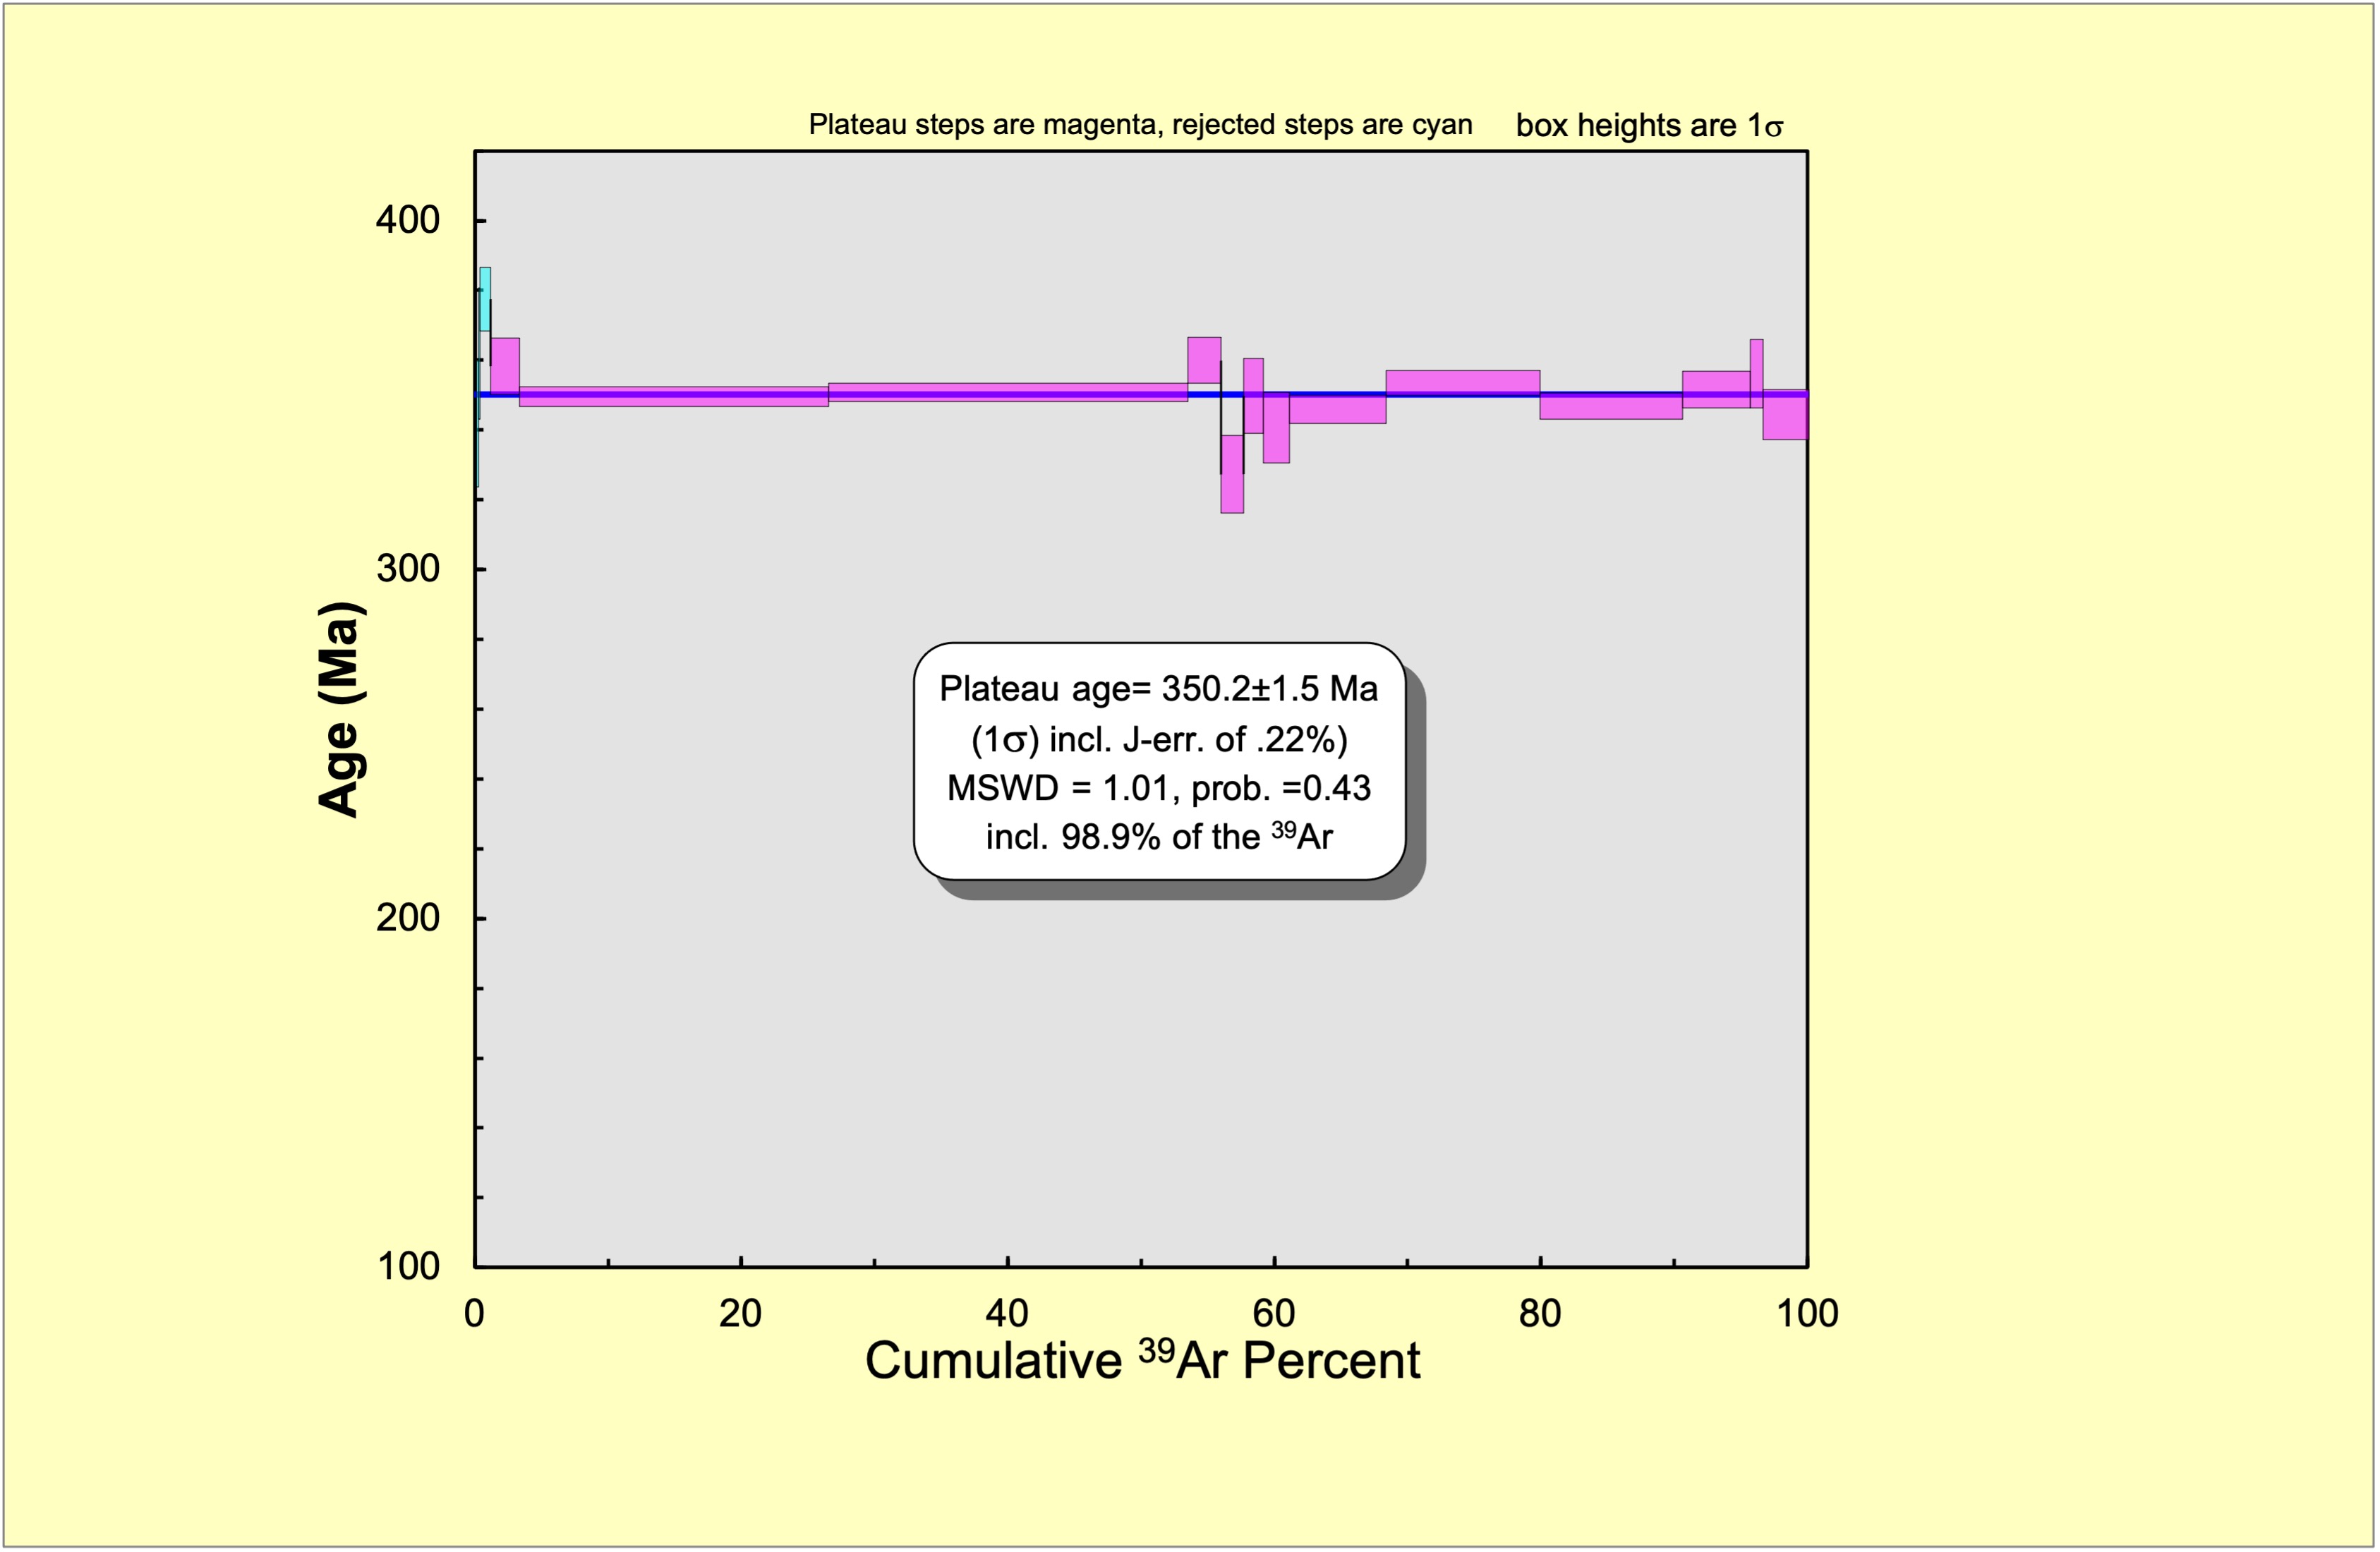 Plateau steps are magenta, rejected steps are cyan box heights are 1σ
400
300
200
100
Age (Ma)
Plateau age= 350.2±1.5 Ma
(1σ) incl. J-err. of .22%)
MSWD = 1.01, prob. =0.43
incl. 98.9% of the ³⁹Ar
0 20 40 60 80 100
Cumulative ³⁹Ar Percent